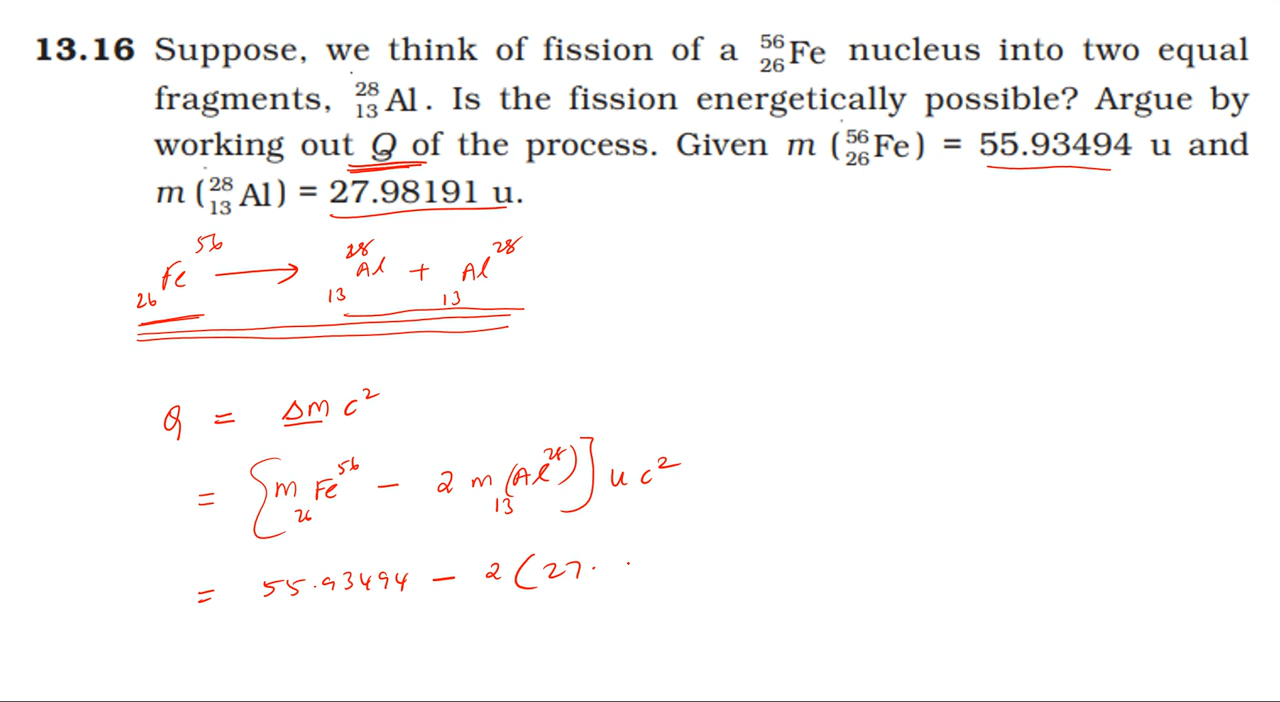 13.16 Suppose, we think of fission of a ⁵⁶₂₆Fe nucleus into two equal
fragments, ²⁸₁₃Al. Is the fission energetically possible? Argue by
working out Q of the process. Given m (⁵⁶₂₆Fe) = 55.93494 u and
m (²⁸₁₃Al) = 27.98191 u.
₂₆Fe⁵⁶ ⟶ ²⁸₁₃Al + ₁₃Al²⁸
Q = Δm c²
= [m ₂₆Fe⁵⁶ – 2 m (₁₃Al²⁸)] u c²
= 55.93494 – 2 (27. .